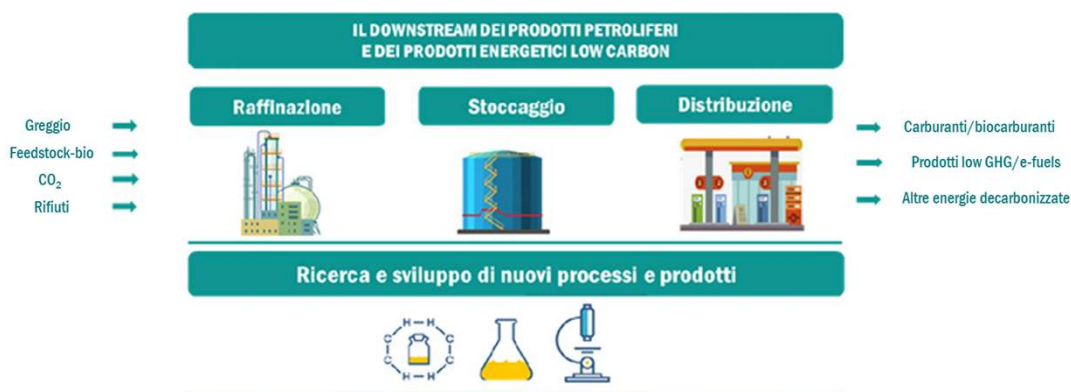 IL DOWNSTREAM DEI PRODOTTI PETROLIFERI
E DEI PRODOTTI ENERGETICI LOW CARBON
Raffinazione
Stoccaggio
Distribuzione
Greggio
Feedstock-bio
CO₂
Rifiuti
Carburanti/biocarburanti
Prodotti low GHG/e-fuels
Altre energie decarbonizzate
Ricerca e sviluppo di nuovi processi e prodotti
C H H C
C H H C